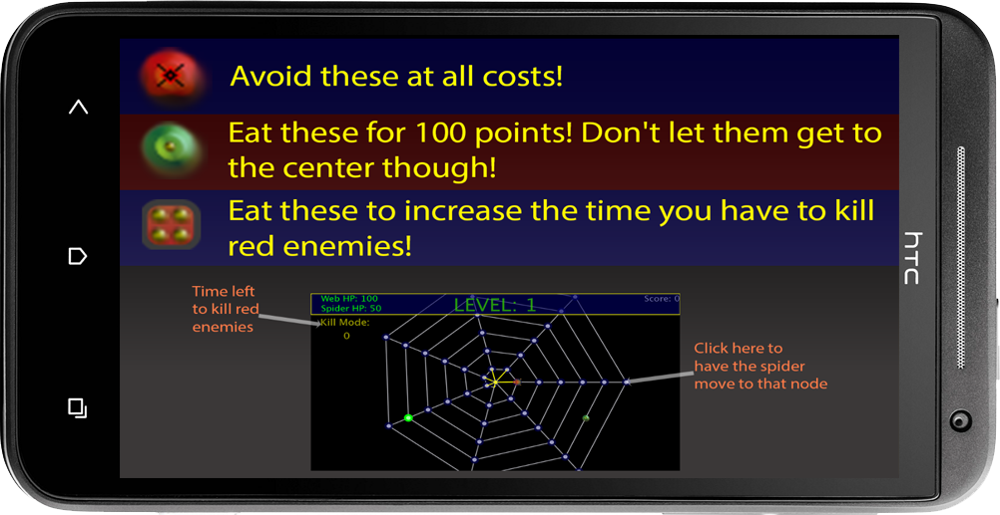 Avoid these at all costs!
Eat these for 100 points! Don't let them get to
the center though!
Eat these to increase the time you have to kill
red enemies!
Time left
to kill red
enemies
Web HP: 100
Spider HP: 50
LEVEL: 1
Score: 0
Kill Mode:
0
Click here to
have the spider
move to that node
hTC